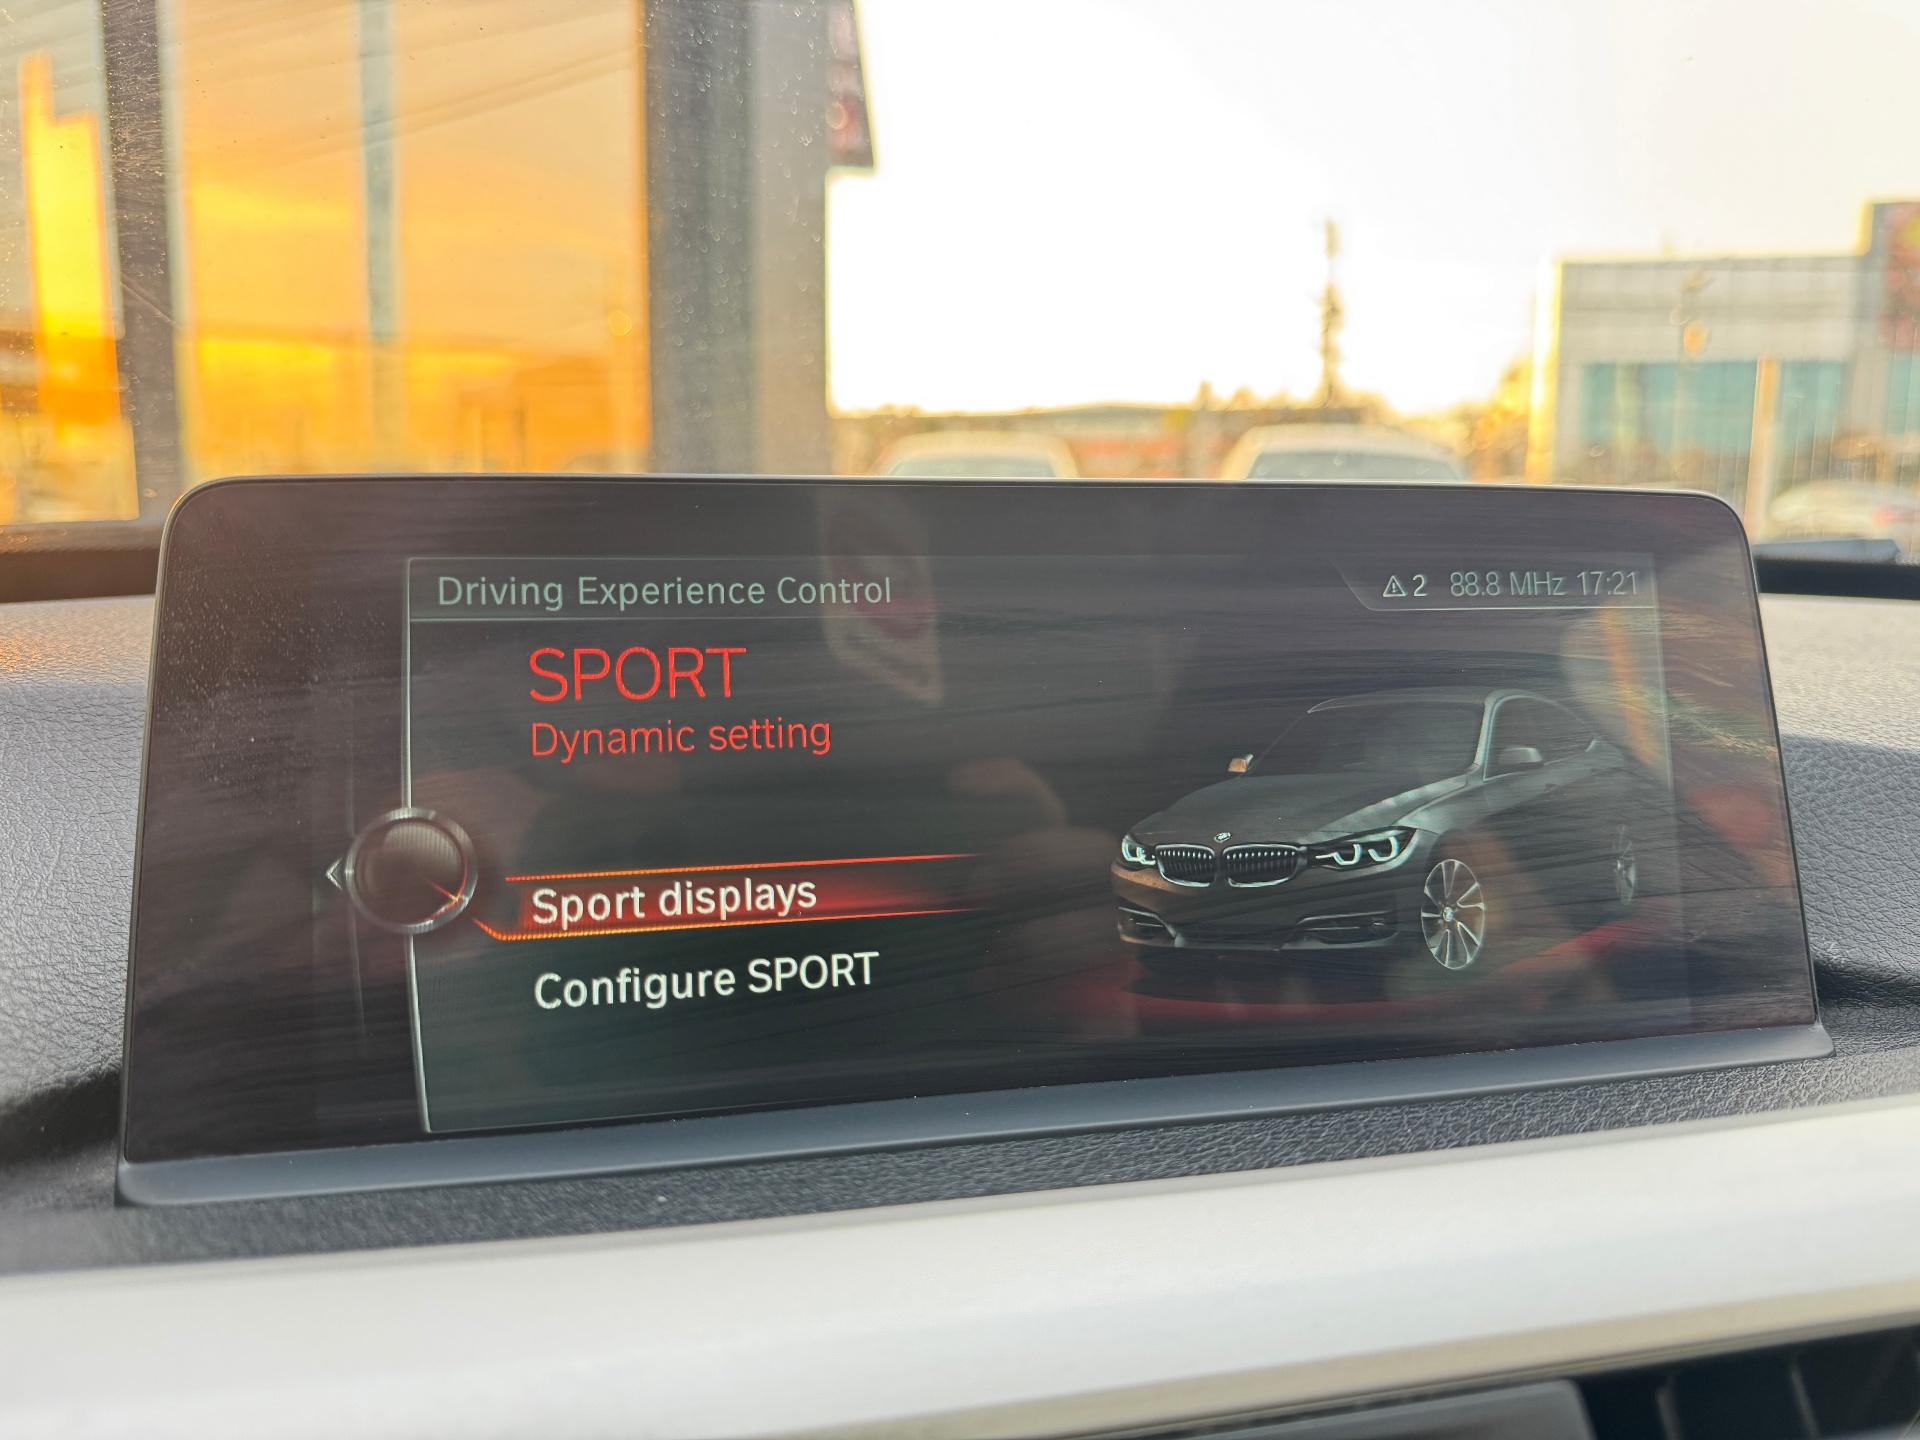 Driving Experience Control
2 88.8 MHz 17:21
SPORT
Dynamic setting
Sport displays
Configure SPORT